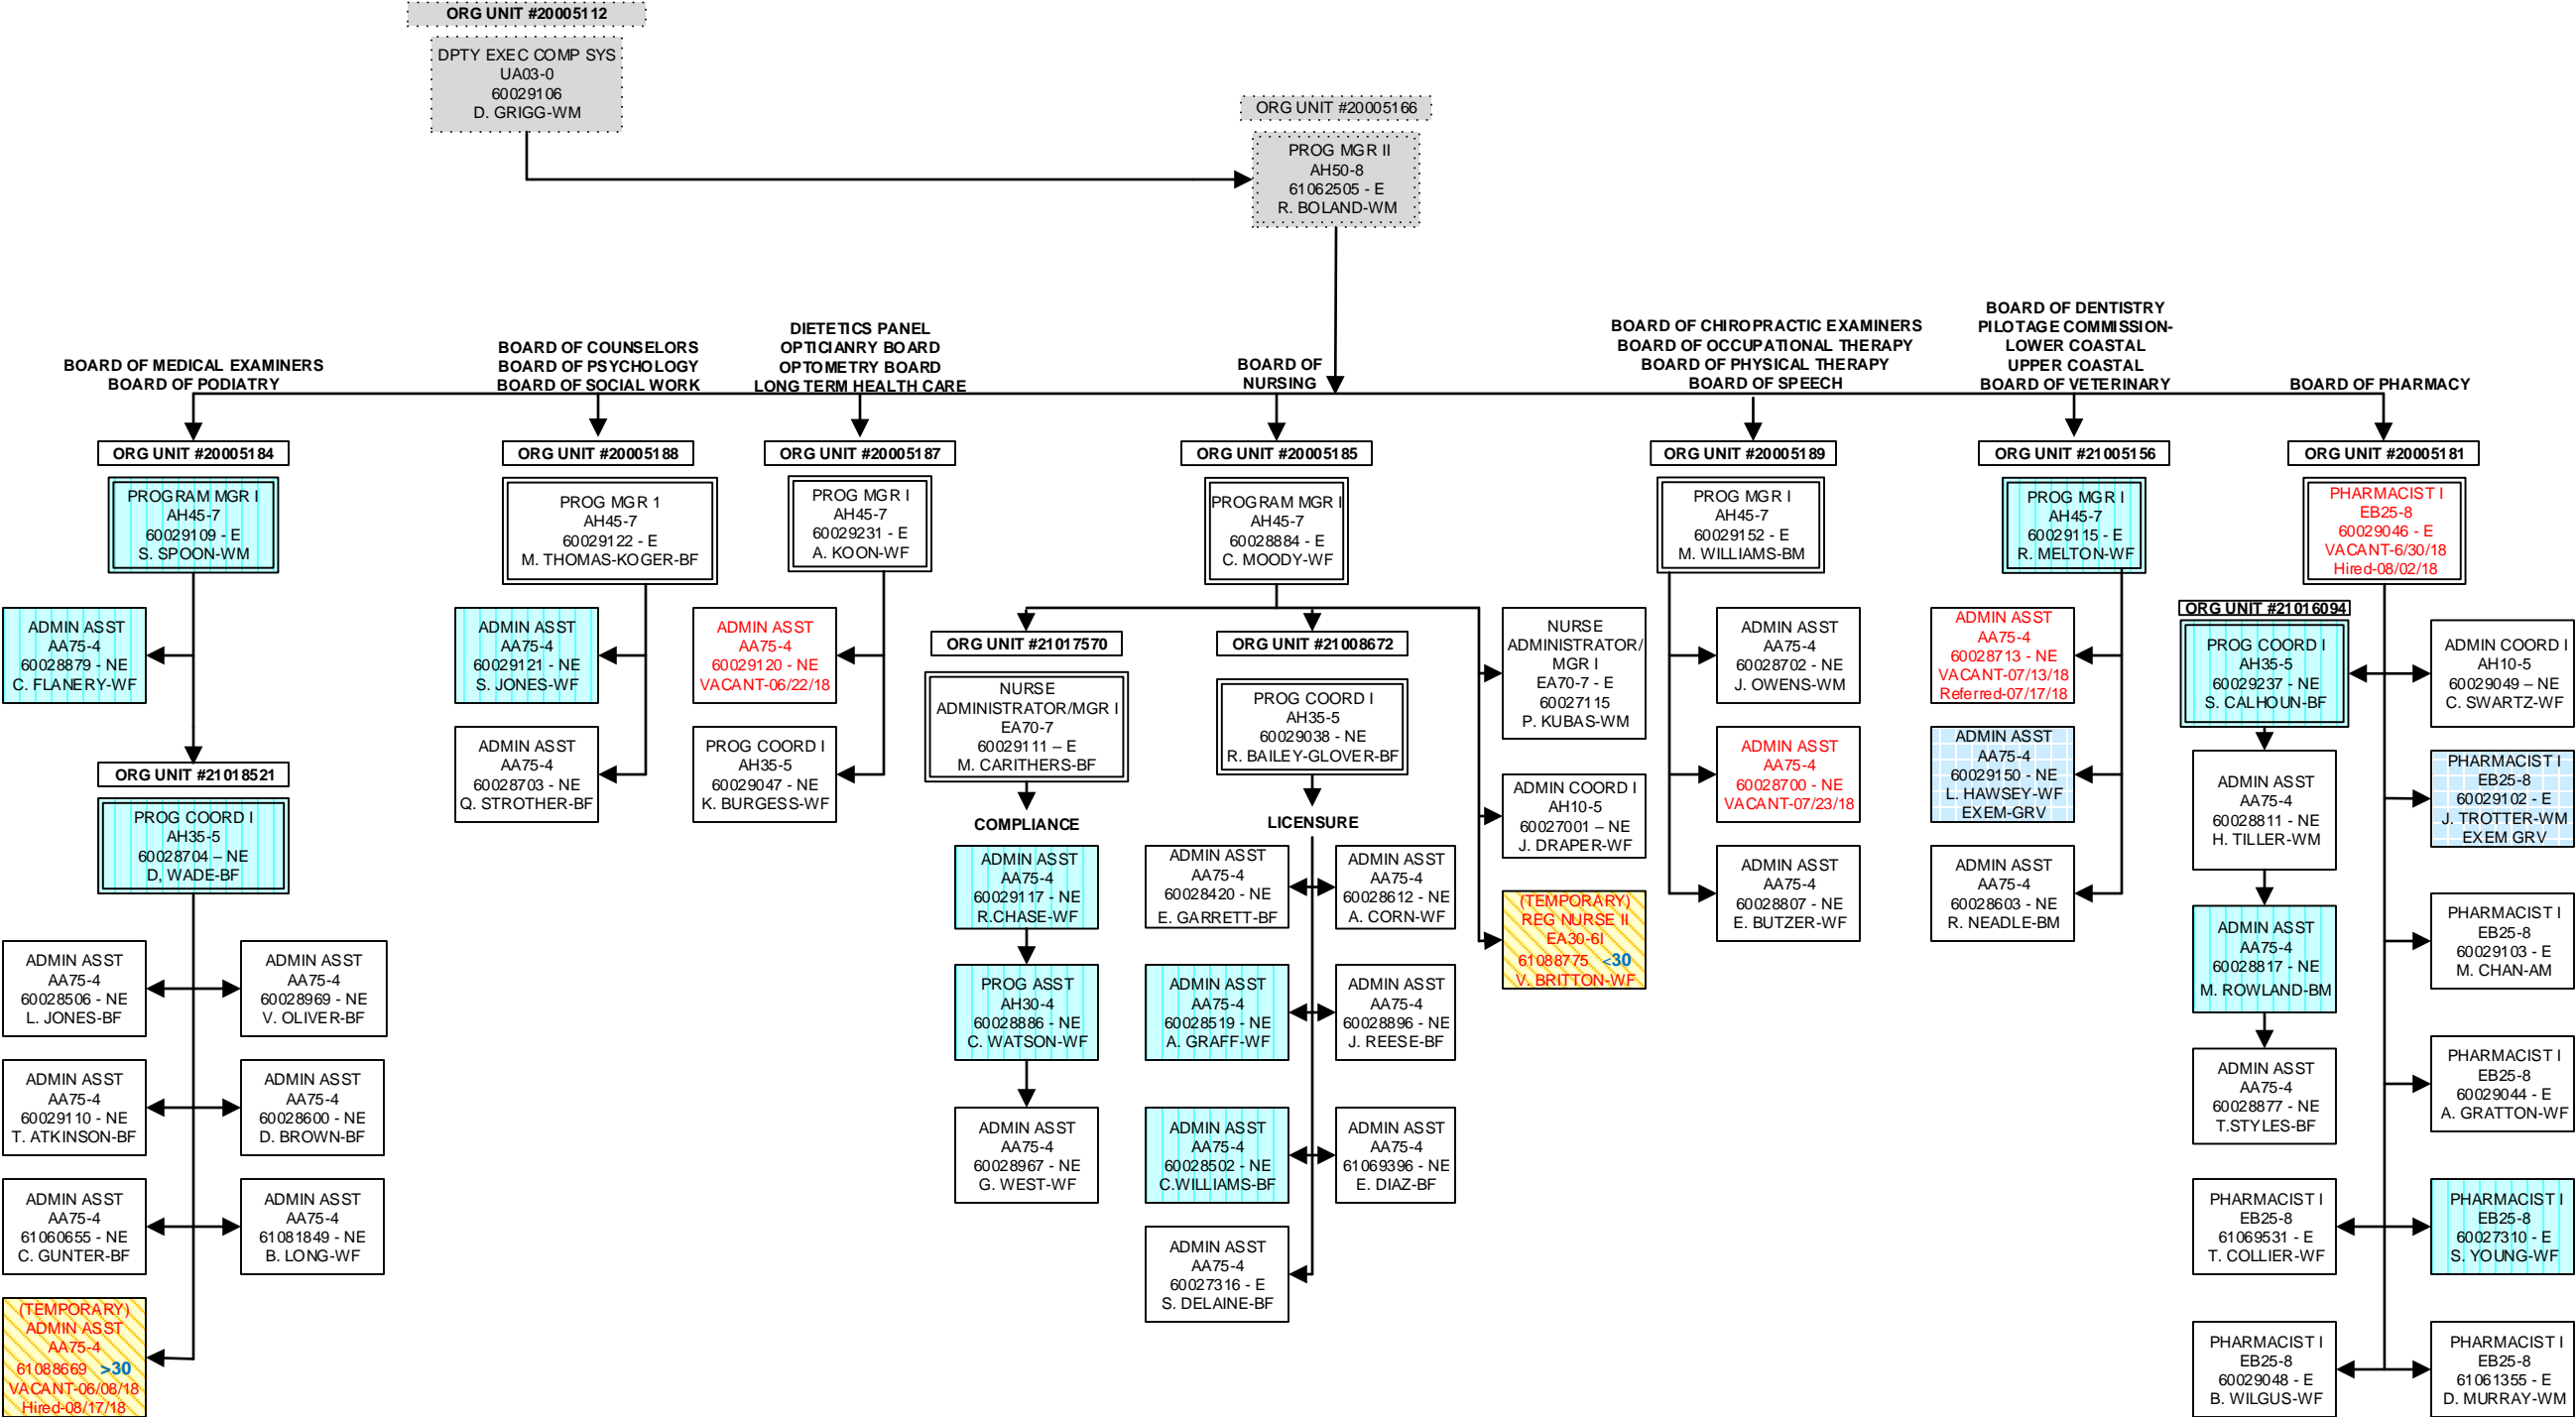 ORG UNIT #20005112
DPTY EXEC COMP SYS
UA03-0
60029106
D. GRIGG-WM
ORG UNIT #20005166
PROG MGR II
AH50-8
61062505 - E
R. BOLAND-WM
BOARD OF MEDICAL EXAMINERS
BOARD OF PODIATRY
BOARD OF COUNSELORS
BOARD OF PSYCHOLOGY
BOARD OF SOCIAL WORK
DIETETICS PANEL
OPTICIANRY BOARD
OPTOMETRY BOARD
LONG TERM HEALTH CARE
BOARD OF
NURSING
BOARD OF CHIROPRACTIC EXAMINERS
BOARD OF OCCUPATIONAL THERAPY
BOARD OF PHYSICAL THERAPY
BOARD OF SPEECH
BOARD OF DENTISTRY
PILOTAGE COMMISSION-
LOWER COASTAL
UPPER COASTAL
BOARD OF VETERINARY
BOARD OF PHARMACY
ORG UNIT #20005184
PROGRAM MGR I
AH45-7
60029109 - E
S. SPOON-WM
ADMIN ASST
AA75-4
60028879 - NE
C. FLANERY-WF
ORG UNIT #21018521
PROG COORD I
AH35-5
60028704 – NE
D, WADE-BF
ADMIN ASST
AA75-4
60028506 - NE
L. JONES-BF
ADMIN ASST
AA75-4
60028969 - NE
V. OLIVER-BF
ADMIN ASST
AA75-4
60029110 - NE
T. ATKINSON-BF
ADMIN ASST
AA75-4
60028600 - NE
D. BROWN-BF
ADMIN ASST
AA75-4
61060655 - NE
C. GUNTER-BF
ADMIN ASST
AA75-4
61081849 - NE
B. LONG-WF
(TEMPORARY)
ADMIN ASST
AA75-4
61088669 >30
VACANT-06/08/18
Hired-08/17/18
ORG UNIT #20005188
PROG MGR 1
AH45-7
60029122 - E
M. THOMAS-KOGER-BF
ADMIN ASST
AA75-4
60029121 - NE
S. JONES-WF
ADMIN ASST
AA75-4
60028703 - NE
Q. STROTHER-BF
ORG UNIT #20005187
PROG MGR I
AH45-7
60029231 - E
A. KOON-WF
ADMIN ASST
AA75-4
60029120 - NE
VACANT-06/22/18
PROG COORD I
AH35-5
60029047 - NE
K. BURGESS-WF
ORG UNIT #20005185
PROGRAM MGR I
AH45-7
60028884 - E
C. MOODY-WF
ORG UNIT #21017570
NURSE
ADMINISTRATOR/MGR I
EA70-7
60029111 – E
M. CARITHERS-BF
COMPLIANCE
ADMIN ASST
AA75-4
60029117 - NE
R.CHASE-WF
PROG ASST
AH30-4
60028886 - NE
C. WATSON-WF
ADMIN ASST
AA75-4
60028967 - NE
G. WEST-WF
ORG UNIT #21008672
PROG COORD I
AH35-5
60029038 - NE
R. BAILEY-GLOVER-BF
LICENSURE
ADMIN ASST
AA75-4
60028420 - NE
E. GARRETT-BF
ADMIN ASST
AA75-4
60028612 - NE
A. CORN-WF
ADMIN ASST
AA75-4
60028519 - NE
A. GRAFF-WF
ADMIN ASST
AA75-4
60028896 - NE
J. REESE-BF
ADMIN ASST
AA75-4
60028502 - NE
C.WILLIAMS-BF
ADMIN ASST
AA75-4
61069396 - NE
E. DIAZ-BF
ADMIN ASST
AA75-4
60027316 - E
S. DELAINE-BF
NURSE
ADMINISTRATOR/
MGR I
EA70-7 - E
60027115
P. KUBAS-WM
ADMIN COORD I
AH10-5
60027001 – NE
J. DRAPER-WF
(TEMPORARY)
REG NURSE II
EA30-6I
61088775 <30
V. BRITTON-WF
ORG UNIT #20005189
PROG MGR I
AH45-7
60029152 - E
M. WILLIAMS-BM
ADMIN ASST
AA75-4
60028702 - NE
J. OWENS-WM
ADMIN ASST
AA75-4
60028700 - NE
VACANT-07/23/18
ADMIN ASST
AA75-4
60028807 - NE
E. BUTZER-WF
ORG UNIT #21005156
PROG MGR I
AH45-7
60029115 - E
R. MELTON-WF
ADMIN ASST
AA75-4
60028713 - NE
VACANT-07/13/18
Referred-07/17/18
ADMIN ASST
AA75-4
60029150 - NE
L. HAWSEY-WF
EXEM-GRV
ADMIN ASST
AA75-4
60028603 - NE
R. NEADLE-BM
ORG UNIT #20005181
PHARMACIST I
EB25-8
60029046 - E
VACANT-6/30/18
Hired-08/02/18
ORG UNIT #21016094
PROG COORD I
AH35-5
60029237 - NE
S. CALHOUN-BF
ADMIN ASST
AA75-4
60028811 - NE
H. TILLER-WM
ADMIN ASST
AA75-4
60028817 - NE
M. ROWLAND-BM
ADMIN ASST
AA75-4
60028877 - NE
T.STYLES-BF
ADMIN COORD I
AH10-5
60029049 – NE
C. SWARTZ-WF
PHARMACIST I
EB25-8
60029102 - E
J. TROTTER-WM
EXEM GRV
PHARMACIST I
EB25-8
60029103 - E
M. CHAN-AM
PHARMACIST I
EB25-8
60029044 - E
A. GRATTON-WF
PHARMACIST I
EB25-8
61069531 - E
T. COLLIER-WF
PHARMACIST I
EB25-8
60027310 - E
S. YOUNG-WF
PHARMACIST I
EB25-8
60029048 - E
B. WILGUS-WF
PHARMACIST I
EB25-8
61061355 - E
D. MURRAY-WM